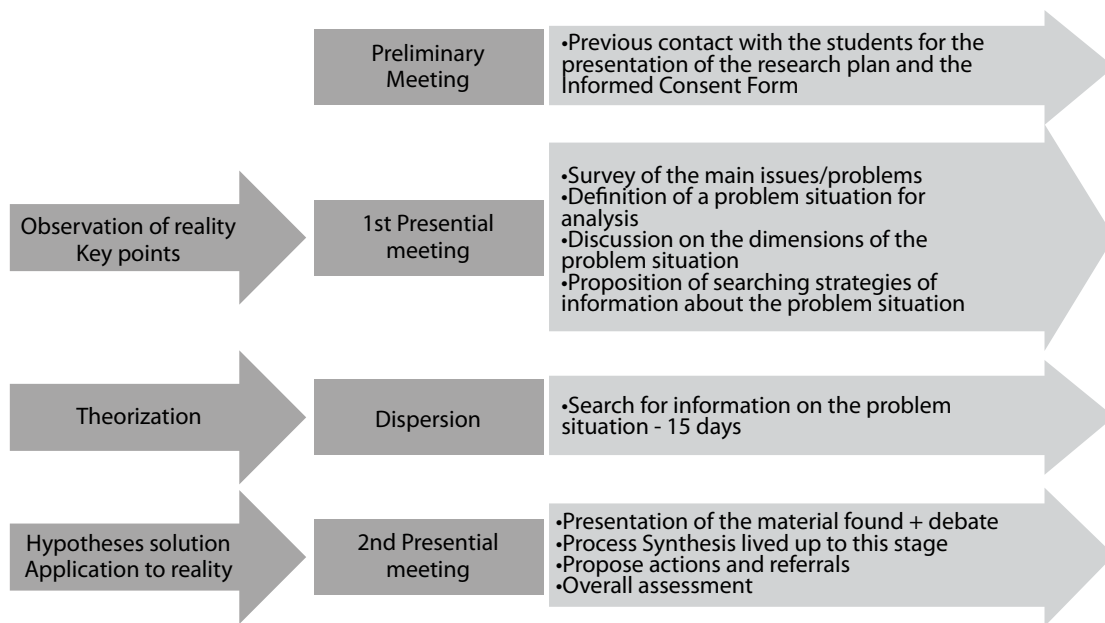 Preliminary
Meeting
•Previous contact with the students for the
presentation of the research plan and the
Informed Consent Form
Observation of reality
Key points
1st Presential
meeting
•Survey of the main issues/problems
•Definition of a problem situation for
analysis
•Discussion on the dimensions of the
problem situation
•Proposition of searching strategies of
information about the problem situation
Theorization
Dispersion
•Search for information on the problem
situation - 15 days
Hypotheses solution
Application to reality
2nd Presential
meeting
•Presentation of the material found + debate
•Process Synthesis lived up to this stage
•Propose actions and referrals
•Overall assessment